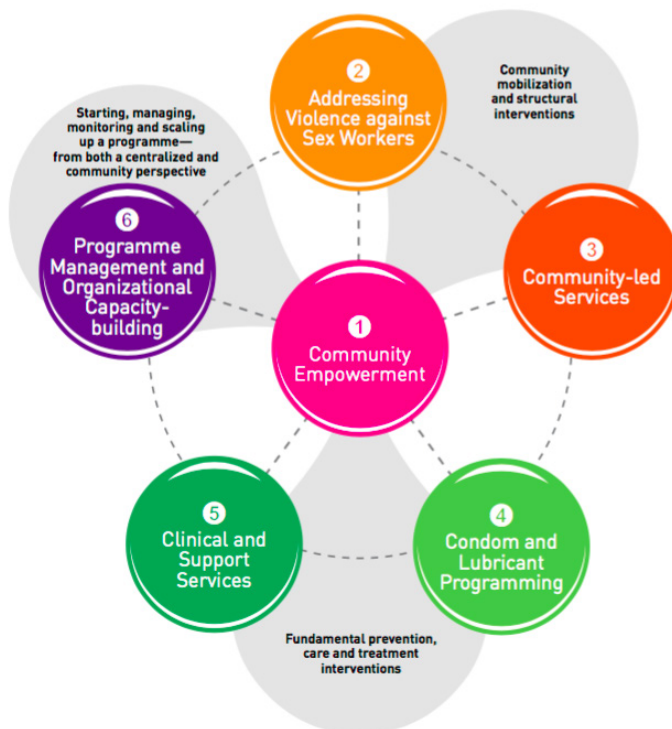 2
Addressing
Violence against
Sex Workers
Community
mobilization
and structural
interventions
Starting, managing,
monitoring and scaling
up a programme—
from both a centralized and
community perspective
6
Programme
Management and
Organizational
Capacity-
building
3
Community-led
Services
1
Community
Empowerment
5
Clinical and
Support
Services
4
Condom and
Lubricant
Programming
Fundamental prevention,
care and treatment
interventions